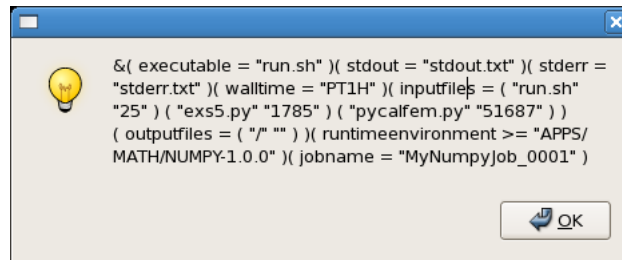 &( executable = "run.sh" )( stdout = "stdout.txt" )( stderr =
"stderr.txt" )( walltime = "PT1H" )( inputfiles = ( "run.sh"
"25" ) ( "exs5.py" "1785" ) ( "pycalfem.py" "51687" ) )
( outputfiles = ( "/" "" ) )( runtimeenvironment >= "APPS/
MATH/NUMPY-1.0.0" )( jobname = "MyNumpyJob_0001" )
OK